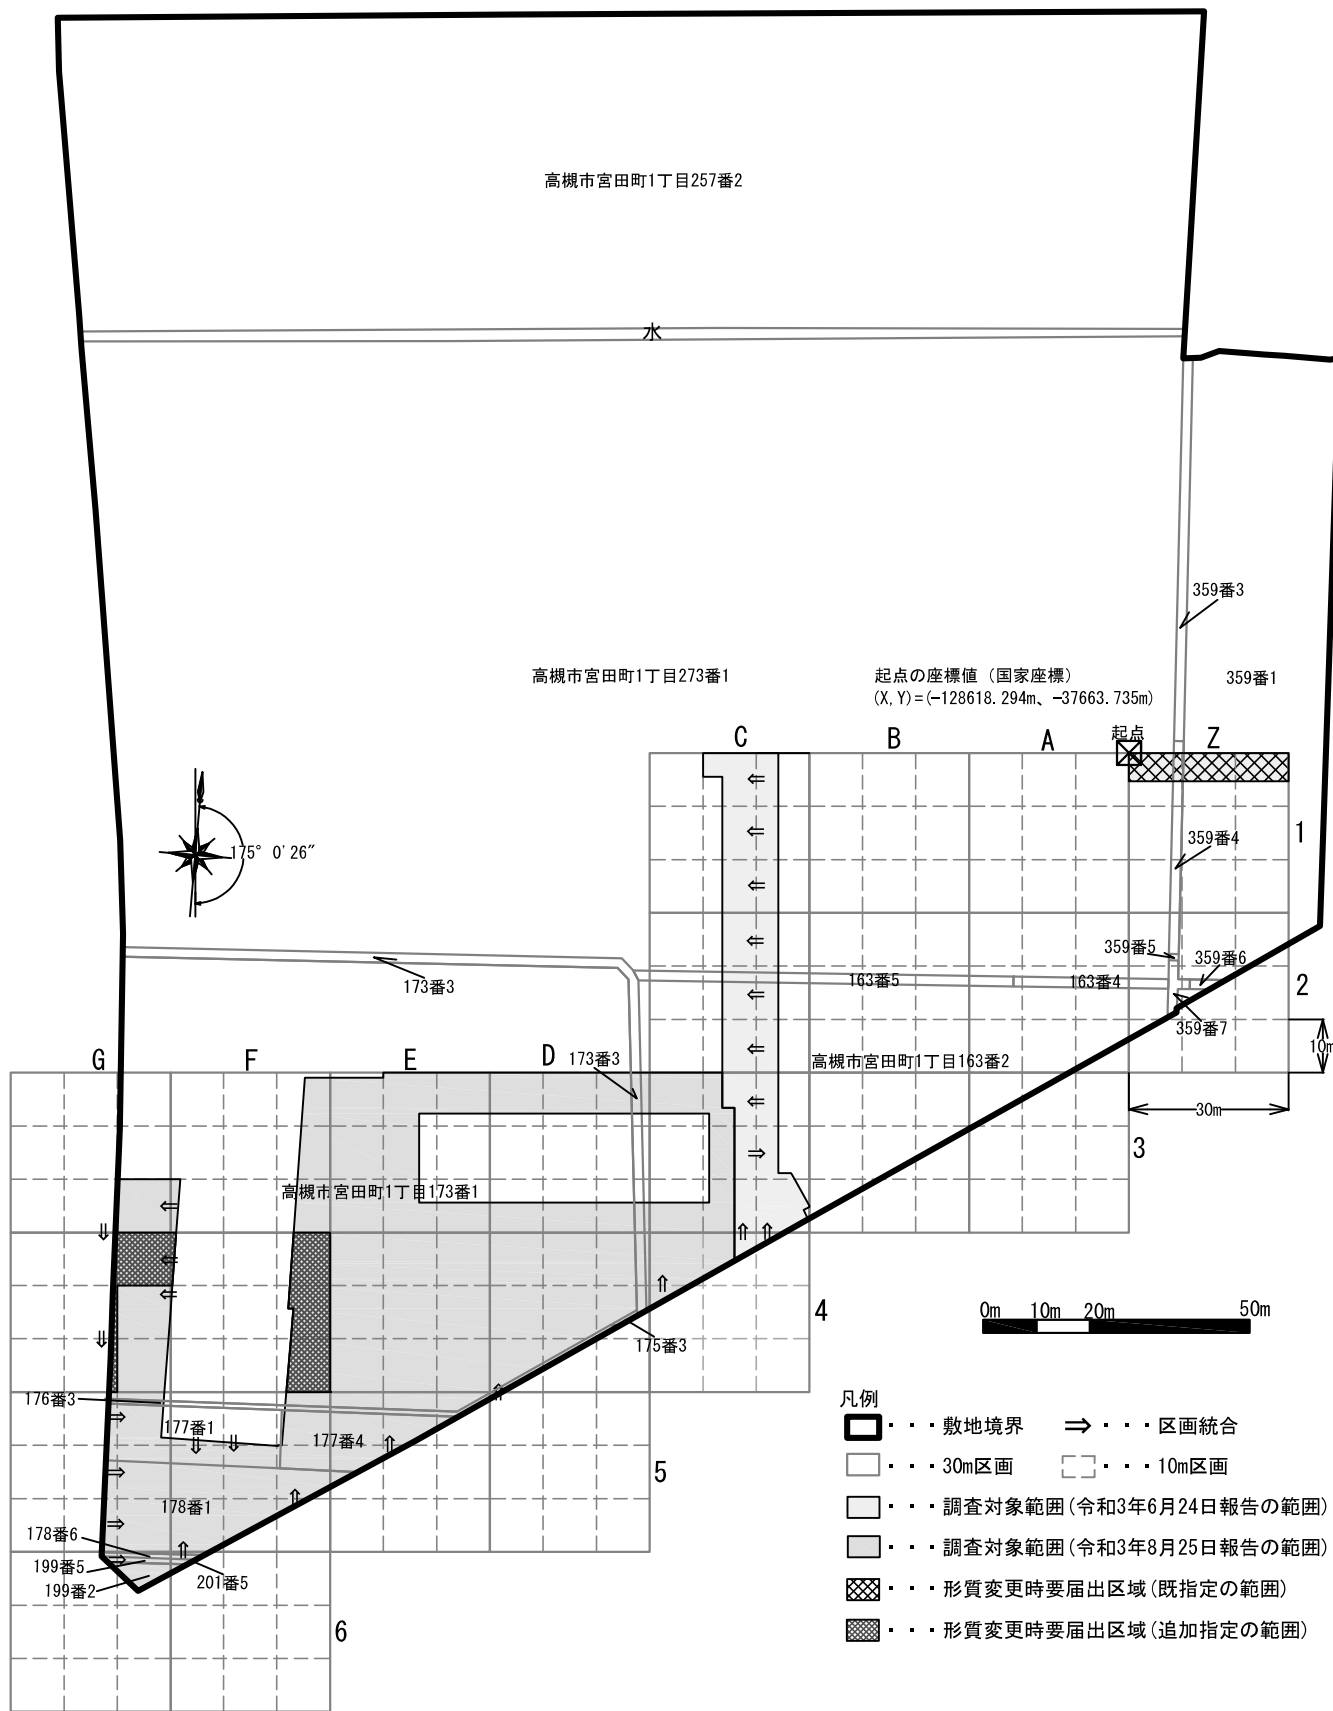 高槻市宮田町1丁目257番2
水
359番3
高槻市宮田町1丁目273番1
起点の座標値（国家座標）
(X,Y)=(-128618.294m、-37663.735m)
359番1
起点
C
B
A
Z
1
359番4
175° 0'26"
359番5
359番6
173番3
163番5
163番4
2
359番7
10m
G
F
E
D
173番3
高槻市宮田町1丁目163番2
30m
3
高槻市宮田町1丁目173番1
4
0m 10m 20m 50m
175番3
176番3
177番1
177番4
5
178番1
178番6
199番5
199番2
201番5
6
凡例
・・・敷地境界
⇒・・・区画統合
・・・30m区画
・・・10m区画
・・・調査対象範囲(令和3年6月24日報告の範囲)
・・・調査対象範囲(令和3年8月25日報告の範囲)
・・・形質変更時要届出区域(既指定の範囲)
・・・形質変更時要届出区域(追加指定の範囲)